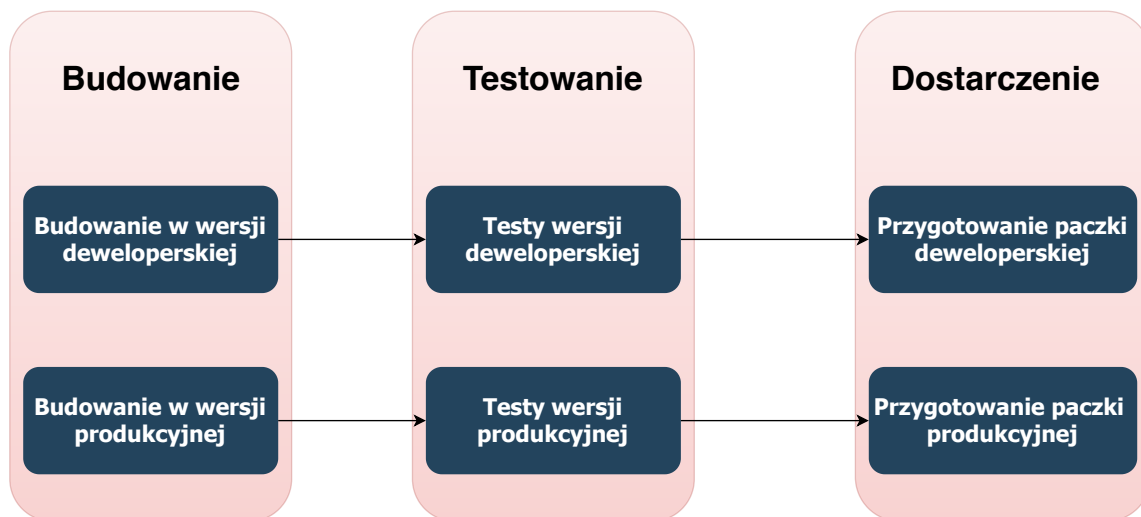 Budowanie
Testowanie
Dostarczenie
Budowanie w wersji
deweloperskiej
Testy wersji
deweloperskiej
Przygotowanie paczki
deweloperskiej
Budowanie w wersji
produkcyjnej
Testy wersji
produkcyjnej
Przygotowanie paczki
produkcyjnej